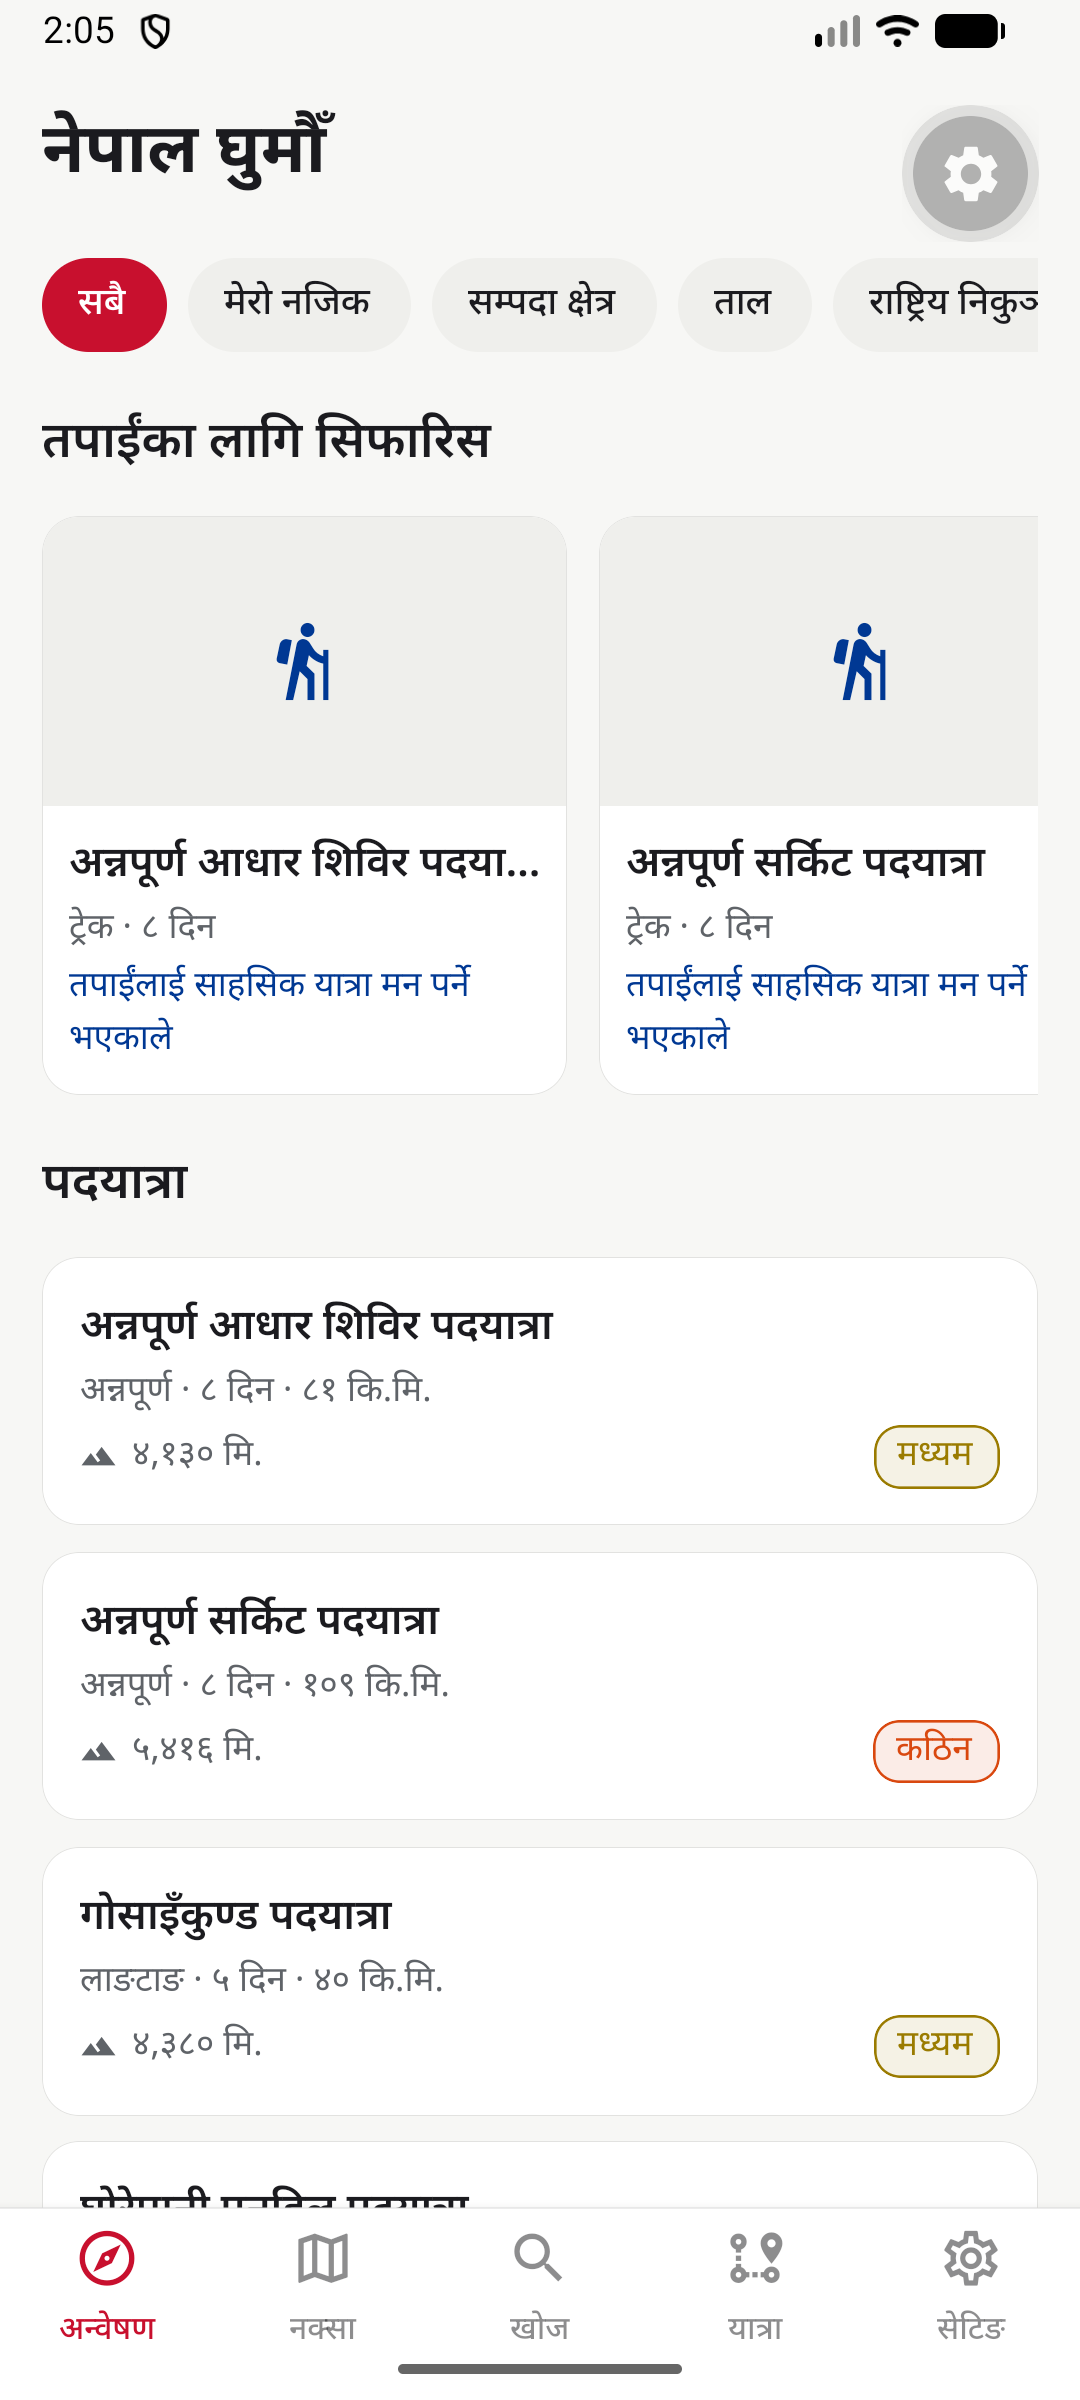 2:05
नेपाल घुमौँ
सबै
मेरो नजिक
सम्पदा क्षेत्र
ताल
राष्ट्रिय
तपाईंका लागि सिफारिस
अन्नपूर्ण आधार शिविर पदया...
ट्रेक · ८ दिन
तपाईंलाई साहसिक यात्रा मन पर्ने
भएकाले
अन्नपूर्ण सर्किट पदयात्रा
ट्रेक · ८ दिन
तपाईंलाई साहसिक यात्रा मन पर्ने
भएकाले
पदयात्रा
अन्नपूर्ण आधार शिविर पदयात्रा
अन्नपूर्ण · ८ दिन · ८१ कि.मि.
४,१३० मि.
मध्यम
अन्नपूर्ण सर्किट पदयात्रा
अन्नपूर्ण · ८ दिन · १०९ कि.मि.
५,४१६ मि.
कठिन
गोसाइँकुण्ड पदयात्रा
लाङटाङ · ५ दिन · ४० कि.मि.
४,३८० मि.
मध्यम
अन्वेषण
नक्सा
खोज
यात्रा
सेटिङ